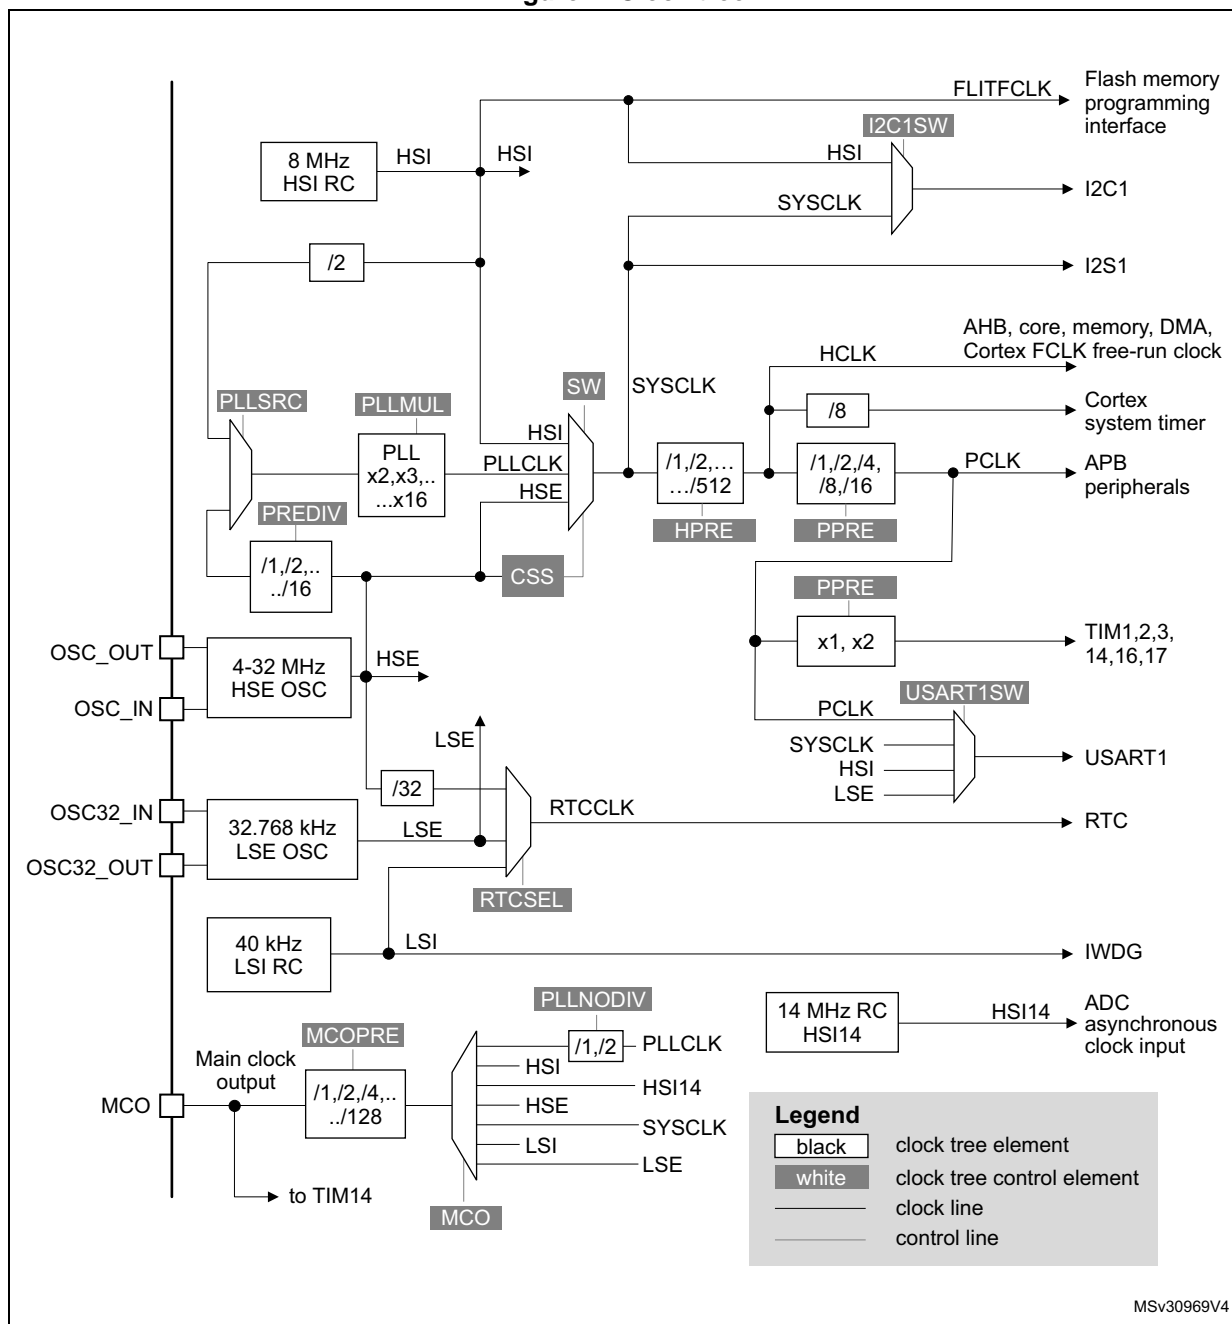 FLITFCLK
Flash memory
programming
interface
I2C1SW
8 MHz
HSI RC
HSI
HSI
HSI
SYSCLK
I2C1
/2
I2S1
AHB, core, memory, DMA,
Cortex FCLK free-run clock
HCLK
SW
SYSCLK
PLLSRC
PLLMUL
/8
Cortex
system timer
HSI
PLL
x2,x3,..
...x16
PLLCLK
HSE
/1,/2,...
.../512
/1,/2,/4,
/8,/16
PCLK
APB
peripherals
PREDIV
HPRE
PPRE
/1,/2,..
../16
CSS
PPRE
OSC_OUT
OSC_IN
4-32 MHz
HSE OSC
HSE
x1, x2
TIM1,2,3,
14,16,17
USART1SW
PCLK
SYSCLK
HSI
LSE
USART1
LSE
/32
OSC32_IN
OSC32_OUT
32.768 kHz
LSE OSC
LSE
RTCCLK
RTC
RTCSEL
40 kHz
LSI RC
LSI
IWDG
PLLNODIV
14 MHz RC
HSI14
HSI14
ADC
asynchronous
clock input
MCOPRE
Main clock
output
/1,/2
PLLCLK
HSI
HSI14
HSE
SYSCLK
LSI
LSE
MCO
/1,/2,/4,..
../128
to TIM14
MCO
Legend
black
clock tree element
white
clock tree control element
clock line
control line
MSv30969V4